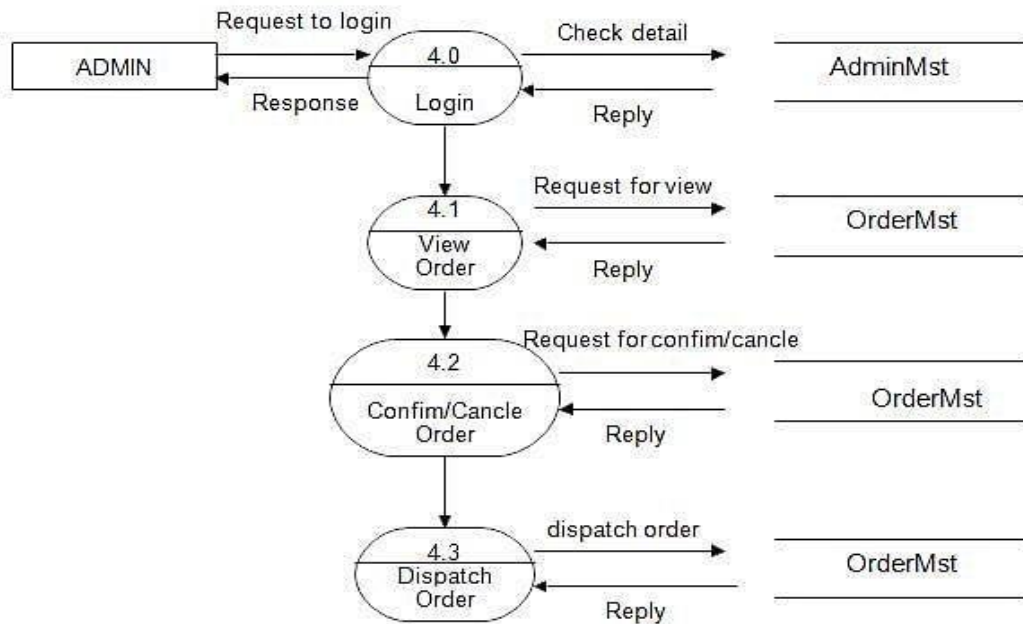 Request to login
Check detail
ADMIN
4.0
AdminMst
Response
Login
Reply
Request for view
4.1
OrderMst
View
Order
Reply
Request for confim/cancle
4.2
OrderMst
Confim/Cancle
Order
Reply
dispatch order
4.3
OrderMst
Dispatch
Order
Reply